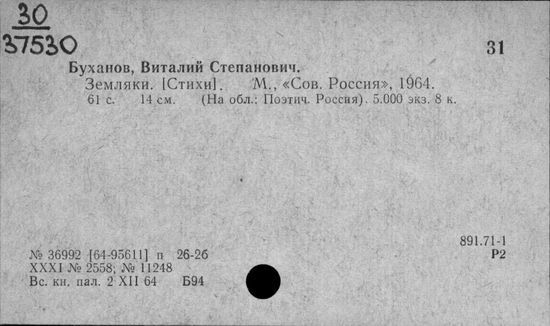 30
37530
31
Буханов, Виталий Степанович.
Земляки. [Стихи]. М., «Сов. Россия», 1964.
61 с. 14 см. (На обл.: Поэтич. Россия). 5.000 экз. 8 к.
891.71-1
№ 36992 [64-95611] п 26-2б Р2
XXXI № 2558; № 11248
Вс. кн. пал. 2 XII 64 Б94